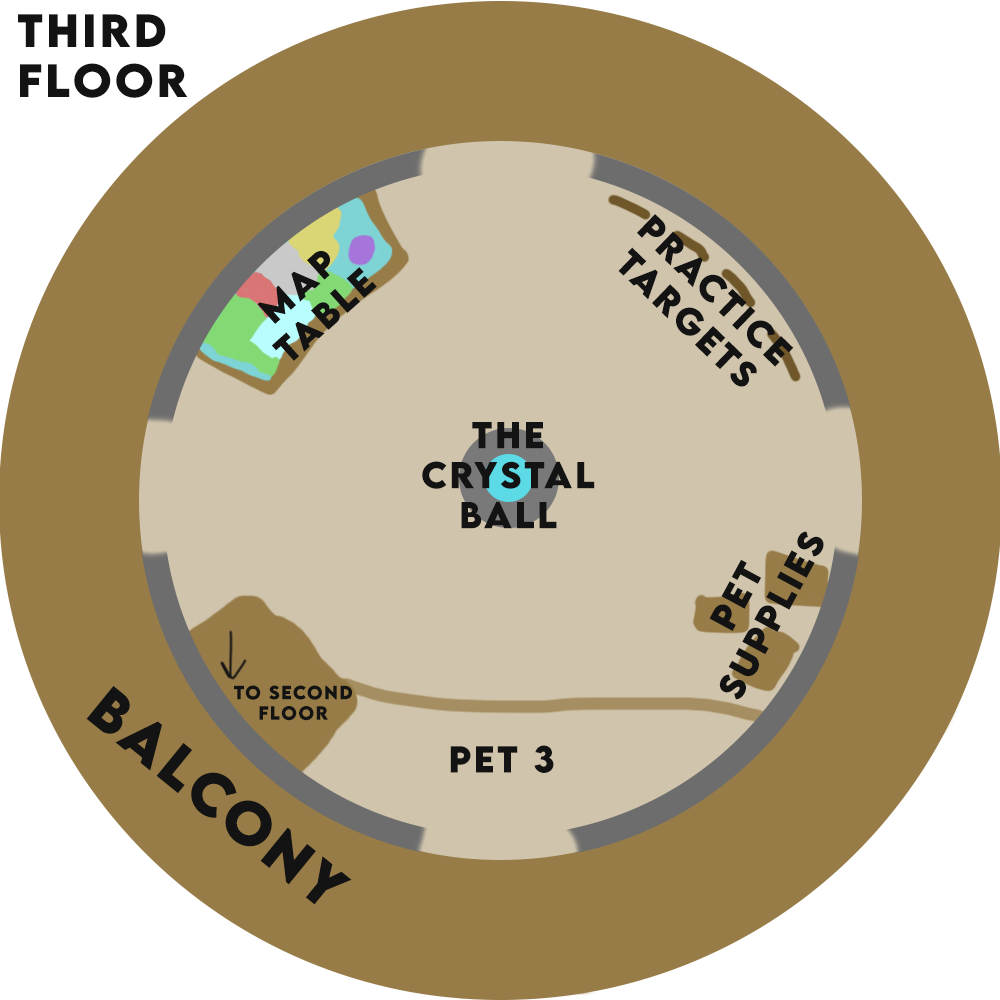 THIRD
FLOOR
MAP
TABLE
PRACTICE
TARGETS
THE
CRYSTAL
BALL
PET
SUPPLIES
TO SECOND
FLOOR
PET 3
BALCONY